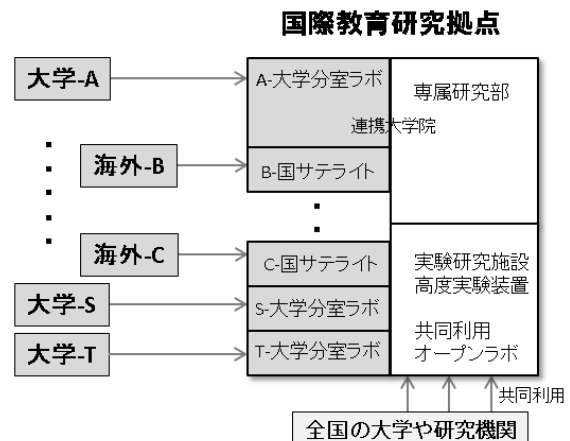 国際教育研究拠点
大学-A
A-大学分室ラボ
専属研究部
連携大学院
海外-B
B-国サテライト
海外-C
C-国サテライト
実験研究施設
高度実験装置
大学-S
S-大学分室ラボ
共同利用
オープンラボ
大学-T
T-大学分室ラボ
共同利用
全国の大学や研究機関